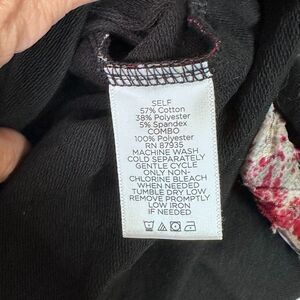 SELF
57% Cotton
38% Polyester
5% Spandex
COMBO
100% Polyester
RN 87935
MACHINE WASH
COLD SEPARATELY
GENTLE CYCLE
ONLY NON-
CHLORINE BLEACH
WHEN NEEDED
TUMBLE DRY LOW
REMOVE PROMPTLY
LOW IRON
IF NEEDED